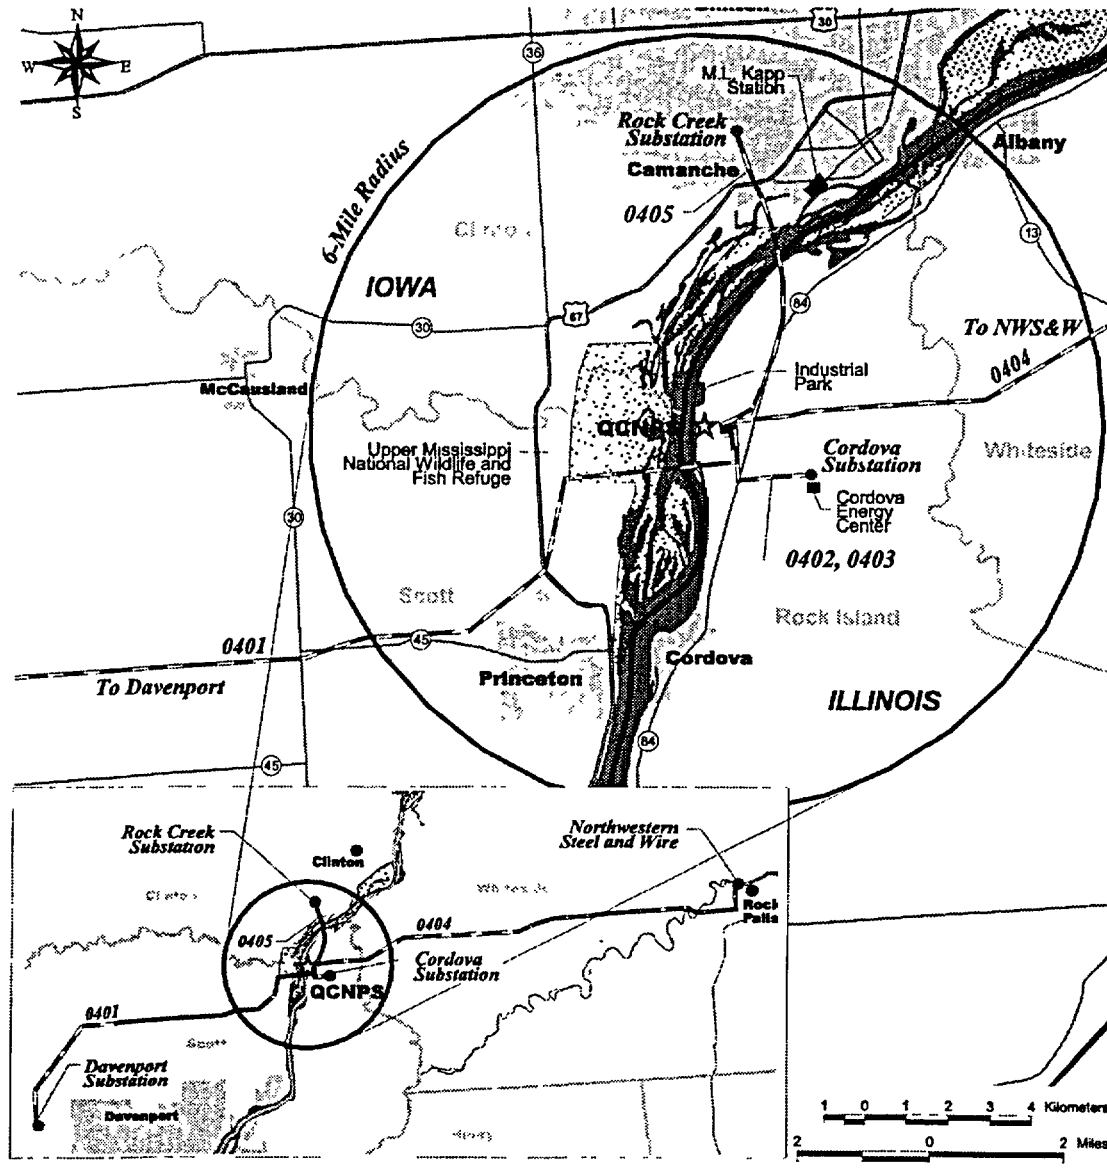 N
W E
S
36
30
M.L. Kapp
Station
Rock Creek
Substation
Camanche
Albany
0405
6-Mile Radius
13
IOWA
67
84
30
To NWS&W
0404
McCausland
Industrial
Park
QCNPS
Upper Mississippi
National Wildlife and
Fish Refuge
Cordova
Substation
Whiteside
Cordova
Energy
Center
30
0402, 0403
Scott
Rock Island
0401
45
To Davenport
Princeton
Cordova
ILLINOIS
84
45
Rock Creek
Substation
Clinton
Northwestern
Steel and Wire
Rock
Falls
0405
0404
Cordova
Substation
QCNPS
0401
Scott
Davenport
Substation
Davenport
1 0 1 2 3 4 Kilometers
2 0 2 Miles